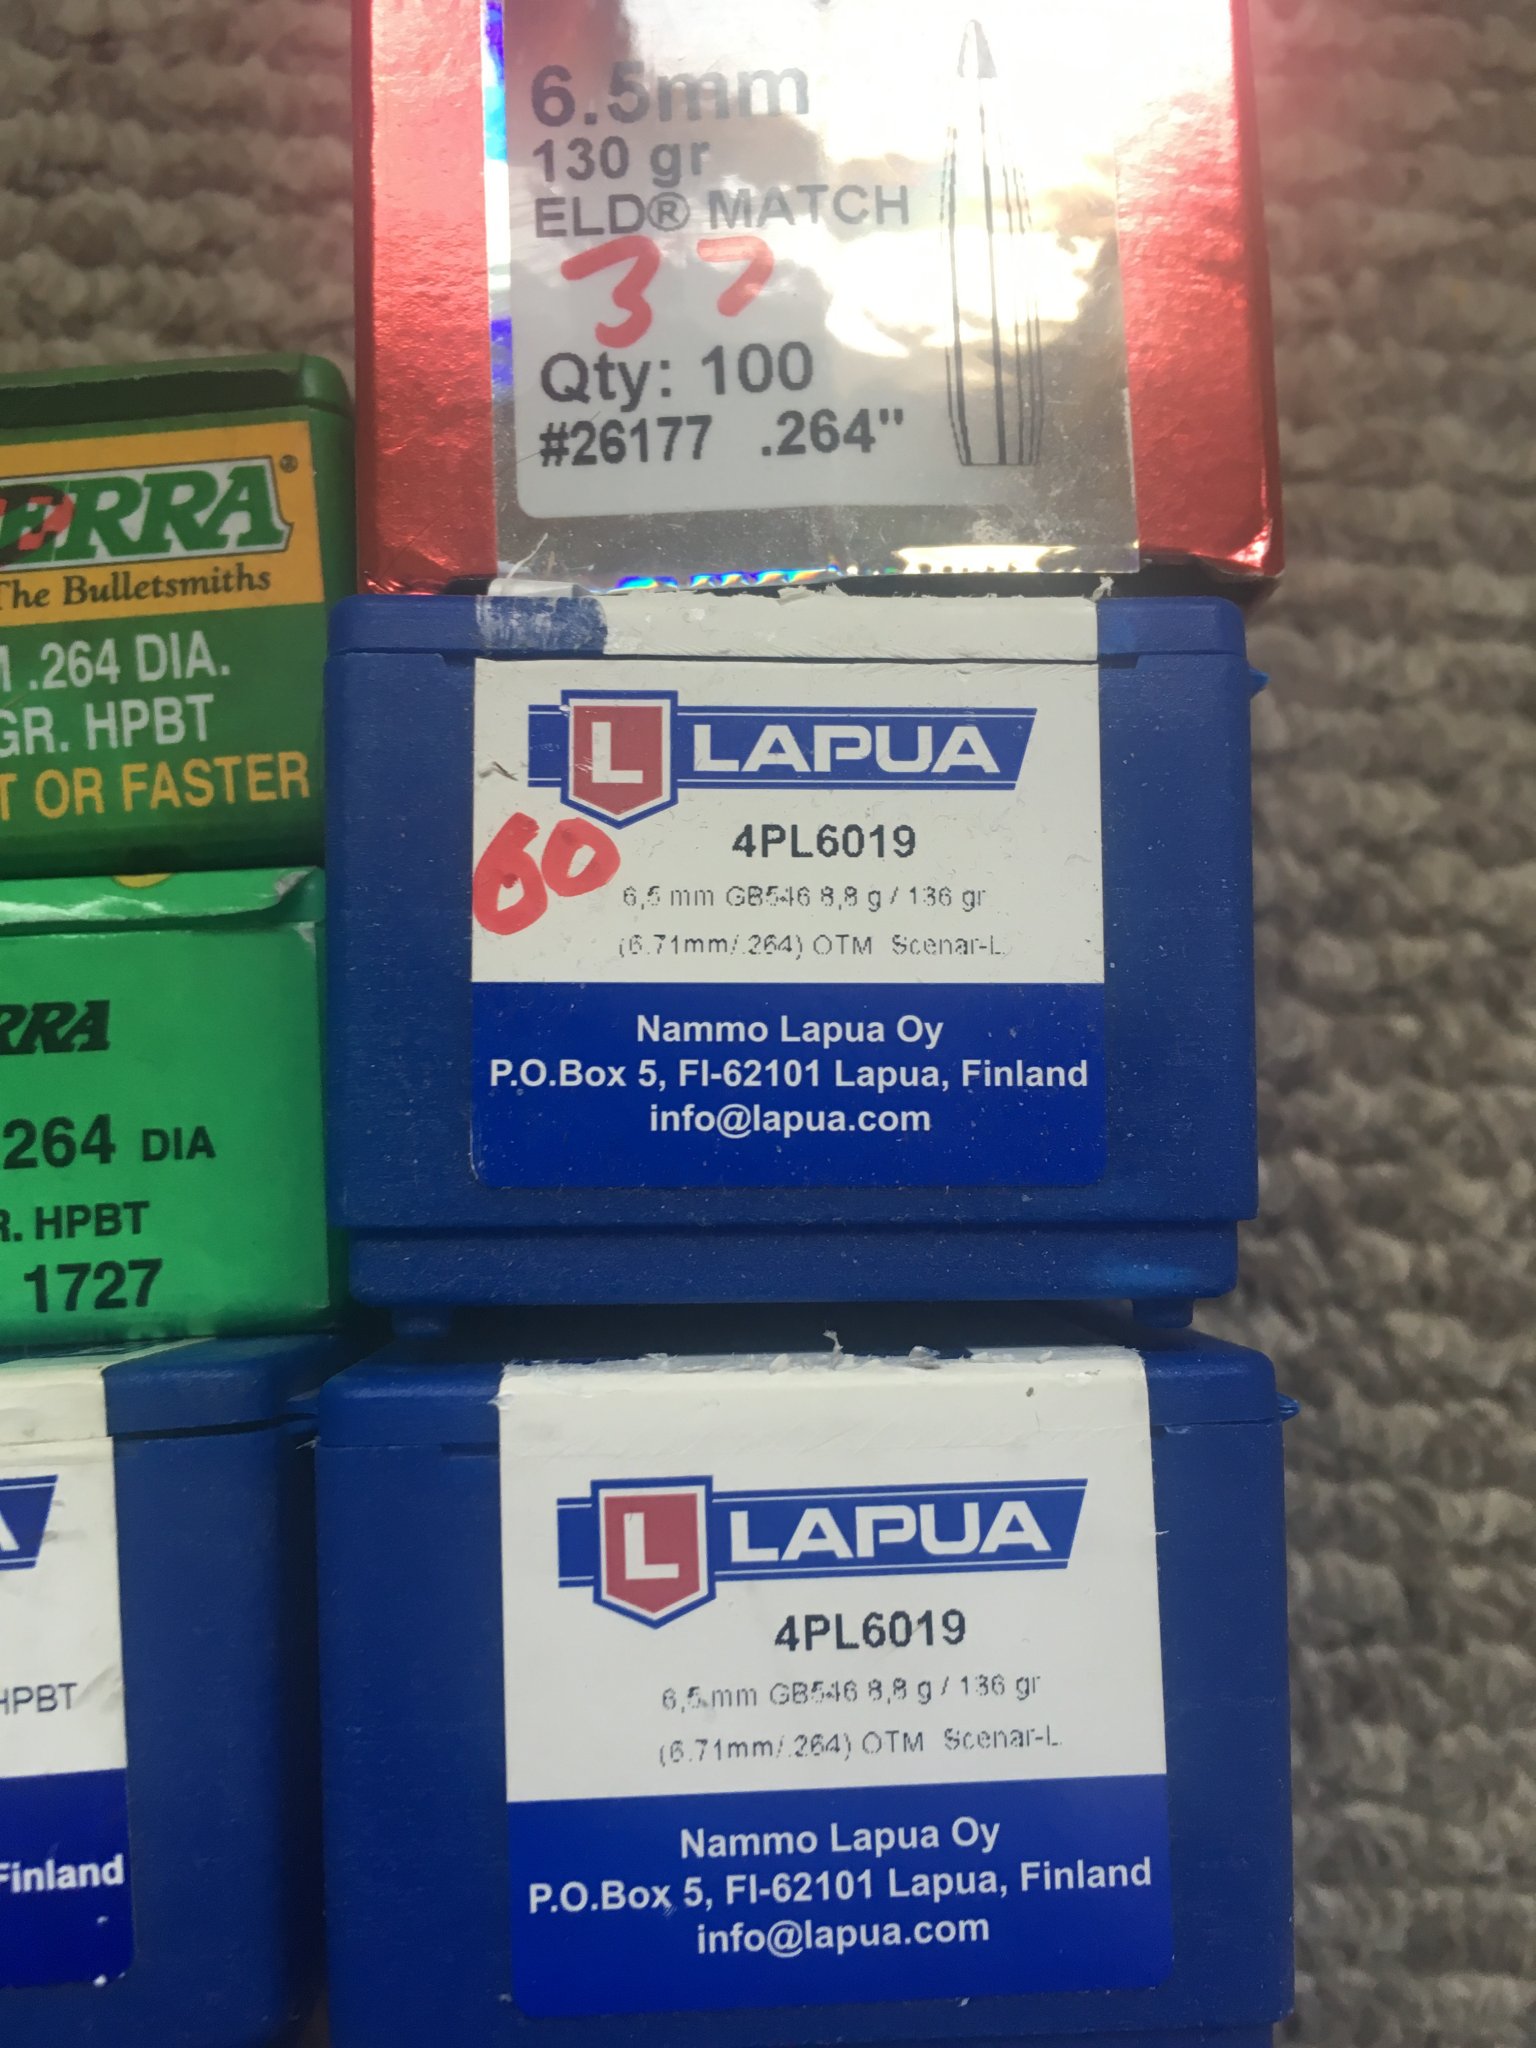 6.5mm
130 gr
ELD® MATCH
37
Qty: 100
#26177 .264"
ERRA®
The Bulletsmiths
.264 DIA.
GR. HPBT
T OR FASTER
RRA
264 DIA
R. HPBT
1727
HPBT
Finland
L LAPUA
60
4PL6019
6,5 mm GB546 8,8 g / 136 gr
(6.71mm/.264) OTM Scenar-L
Nammo Lapua Oy
P.O.Box 5, FI-62101 Lapua, Finland
info@lapua.com
L LAPUA
4PL6019
6,5 mm GB546 8,8 g / 136 gr
(6.71mm/.264) OTM Scenar-L
Nammo Lapua Oy
P.O.Box 5, FI-62101 Lapua, Finland
info@lapua.com